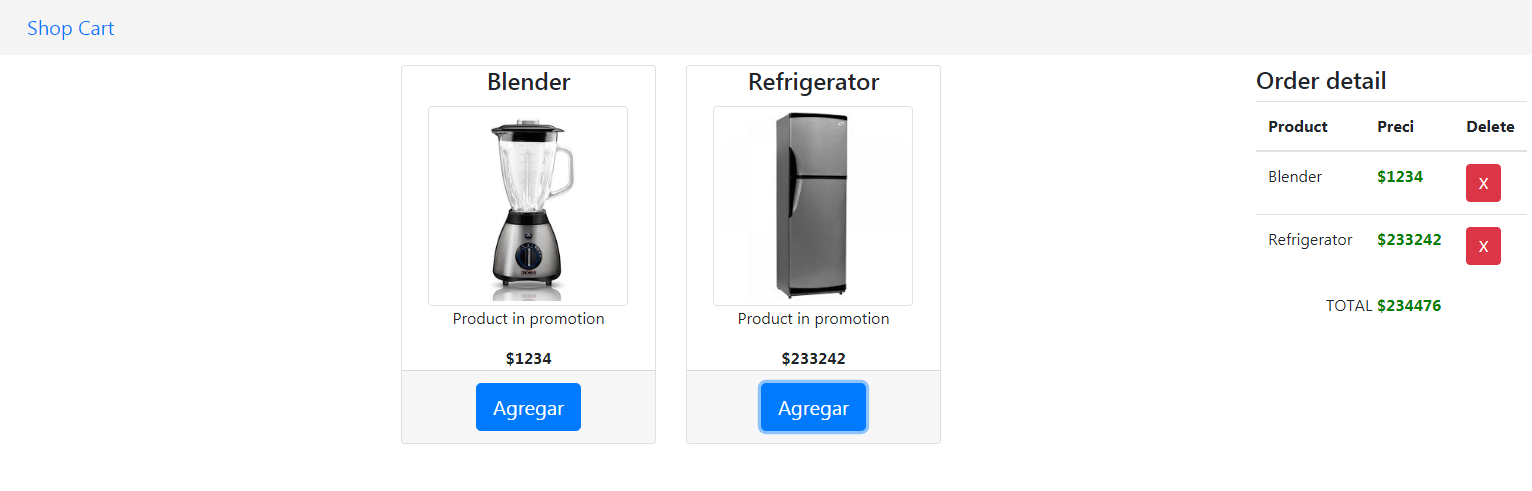 Shop Cart
Blender
Product in promotion
$1234
Agregar
Refrigerator
Product in promotion
$233242
Agregar
Order detail
Product Preci Delete
Blender $1234 X
Refrigerator $233242 X
TOTAL $234476